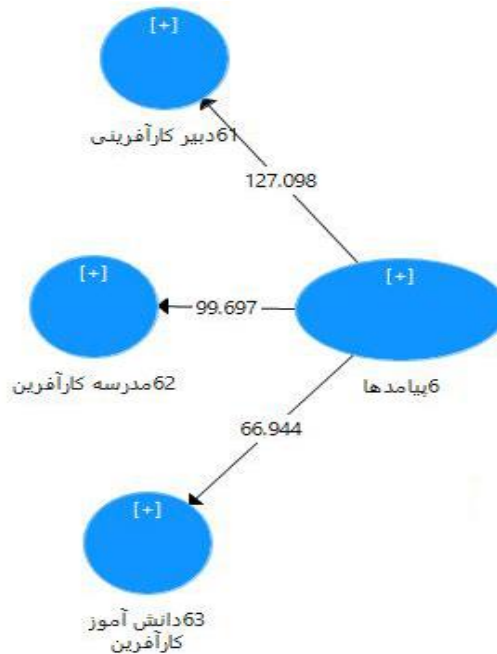 [+]
61دبیر کارآفرینی
127.098
[+]
[+]
99.697
62مدرسه کارآفرین
6پیامدها
66.944
[+]
63دانش آموز
کارآفرین